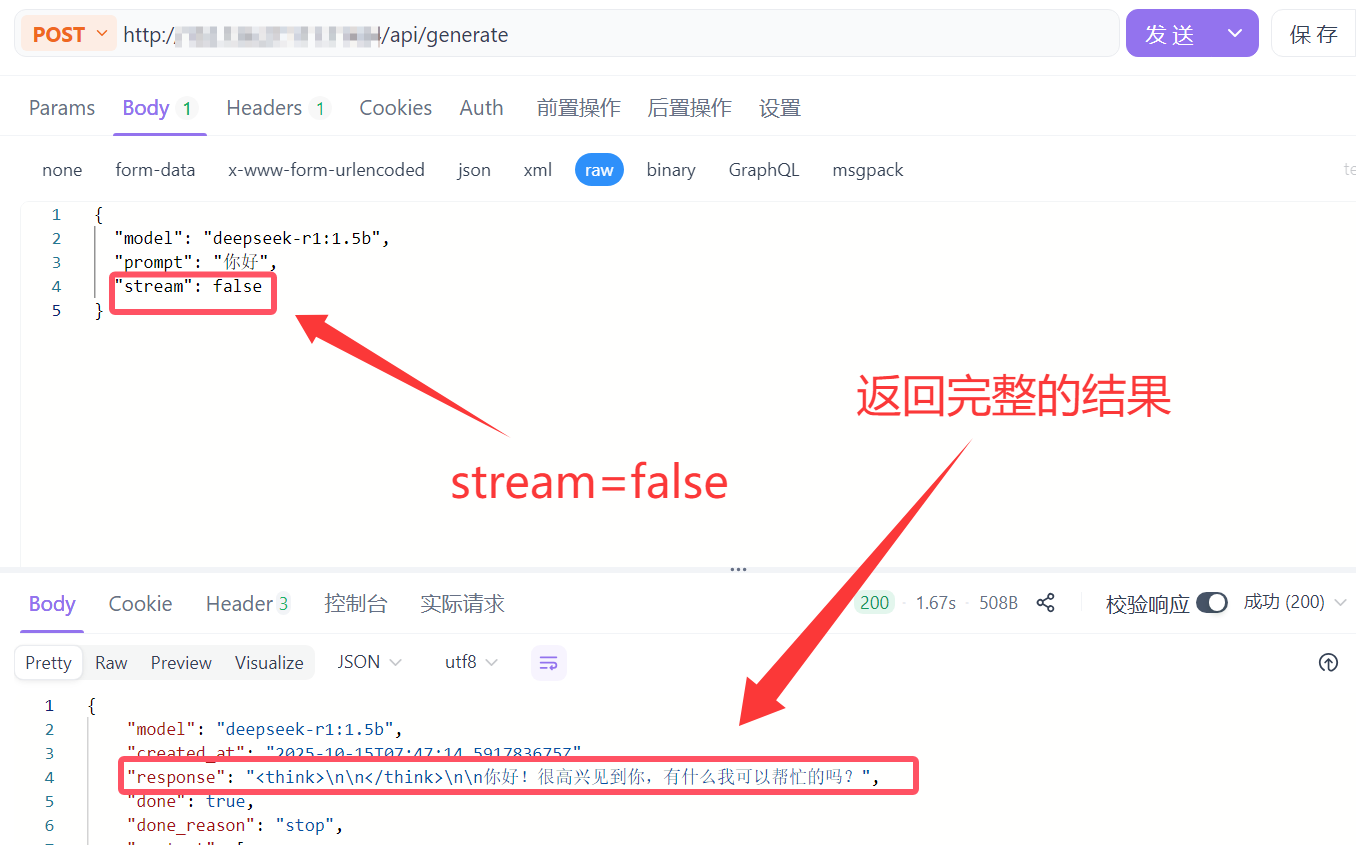 POST http:/ /api/generate 发 送 保 存
Params Body 1 Headers 1 Cookies Auth 前置操作 后置操作 设置
none form-data x-www-form-urlencoded json xml raw binary GraphQL msgpack
1 {
2 "model": "deepseek-r1:1.5b",
3 "prompt": "你好",
4 "stream": false
5 }
返回完整的结果
stream=false
Body Cookie Header 3 控制台 实际请求 200 · 1.67s · 508B 校验响应 成功 (200)
Pretty Raw Preview Visualize JSON utf8
1 {
2 "model": "deepseek-r1:1.5b",
3 "created_at": "2025-10-15T07:47:14.591783675Z"
4 "response": "<think>\n\n</think>\n\n你好！很高兴见到你，有什么我可以帮忙的吗？",
5 "done": true,
6 "done_reason": "stop",